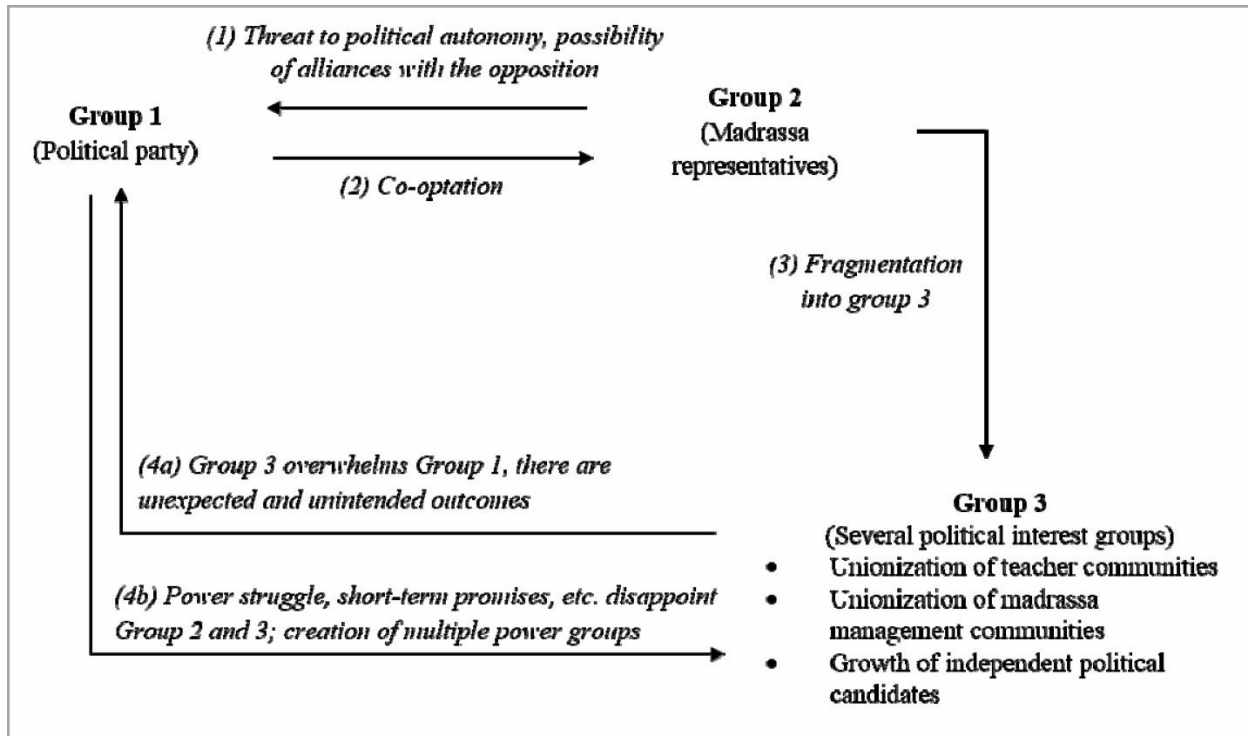 (1) Threat to political autonomy, possibility
of alliances with the opposition
Group 1
(Political party)
Group 2
(Madrassa
representatives)
(2) Co-optation
(3) Fragmentation
into group 3
(4a) Group 3 overwhelms Group 1, there are
unexpected and unintended outcomes
(4b) Power struggle, short-term promises, etc. disappoint
Group 2 and 3; creation of multiple power groups
Group 3
(Several political interest groups)
• Unionization of teacher communities
• Unionization of madrassa
management communities
• Growth of independent political
candidates